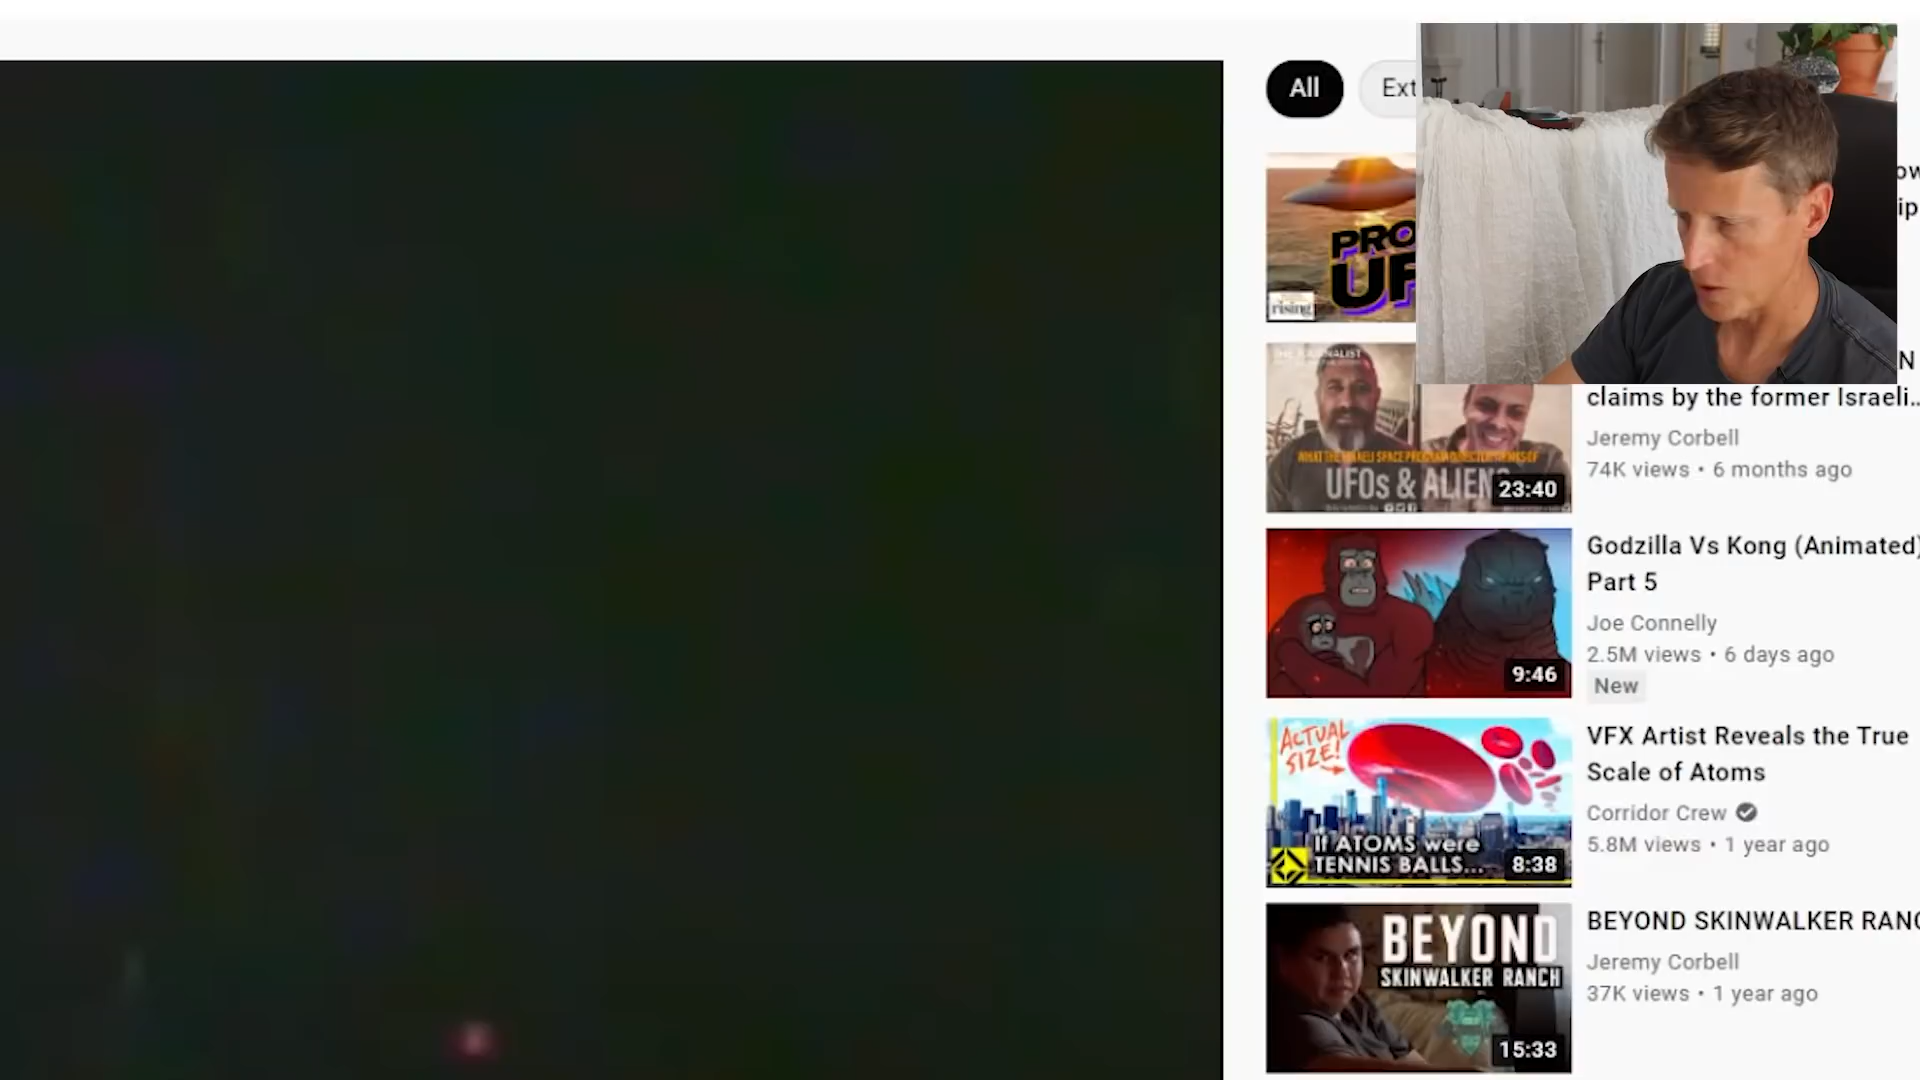 All
Ext
PRO
UF
rising
ow
ip
UFOs & ALIENS
23:40
N
claims by the former Israeli...
Jeremy Corbell
74K views • 6 months ago
9:46
Godzilla Vs Kong (Animated)
Part 5
Joe Connelly
2.5M views • 6 days ago
New
ACTUAL
SIZE!
If ATOMS were
TENNIS BALLS...
8:38
VFX Artist Reveals the True
Scale of Atoms
Corridor Crew
5.8M views • 1 year ago
BEYOND
SKINWALKER RANCH
15:33
BEYOND SKINWALKER RANC
Jeremy Corbell
37K views • 1 year ago